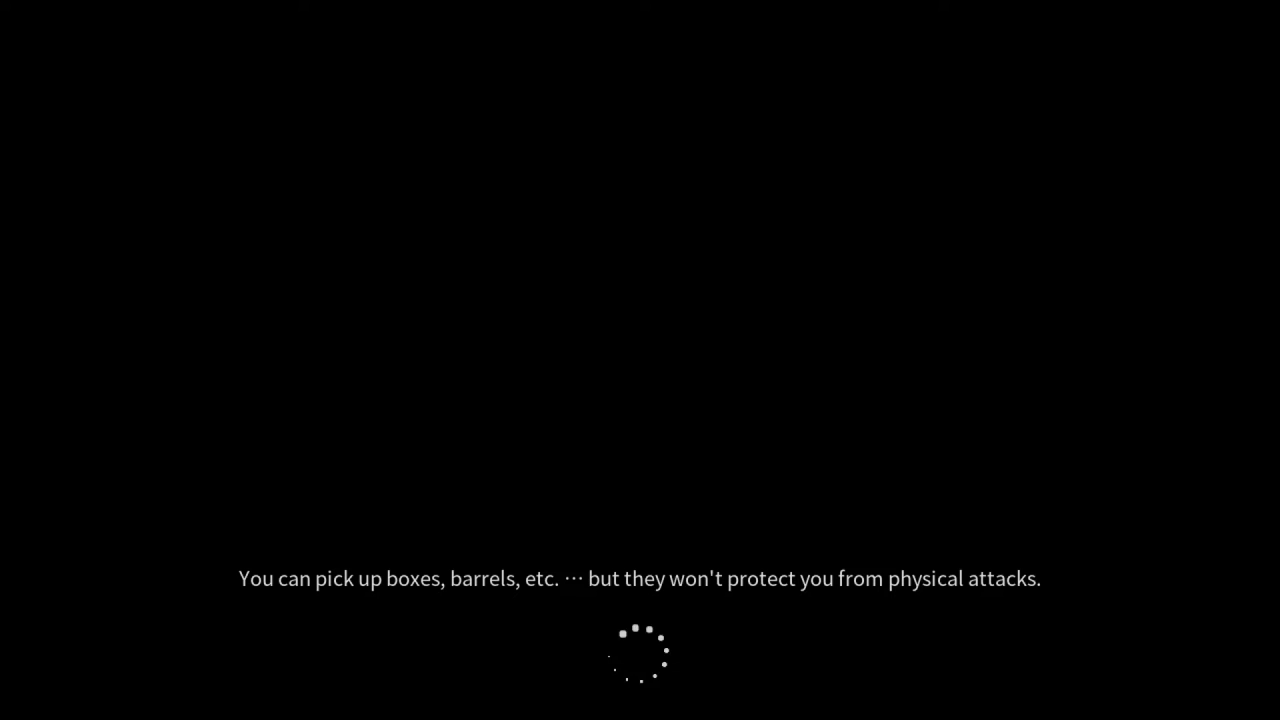 You can pick up boxes, barrels, etc. … but they won't protect you from physical attacks.